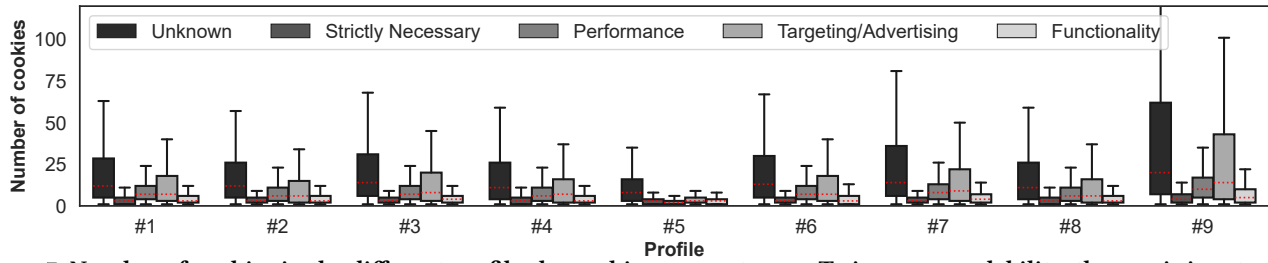 Number of cookies
100
75
50
25
0
Unknown Strictly Necessary Performance Targeting/Advertising Functionality
#1 #2 #3 #4 #5 #6 #7 #8 #9
Profile